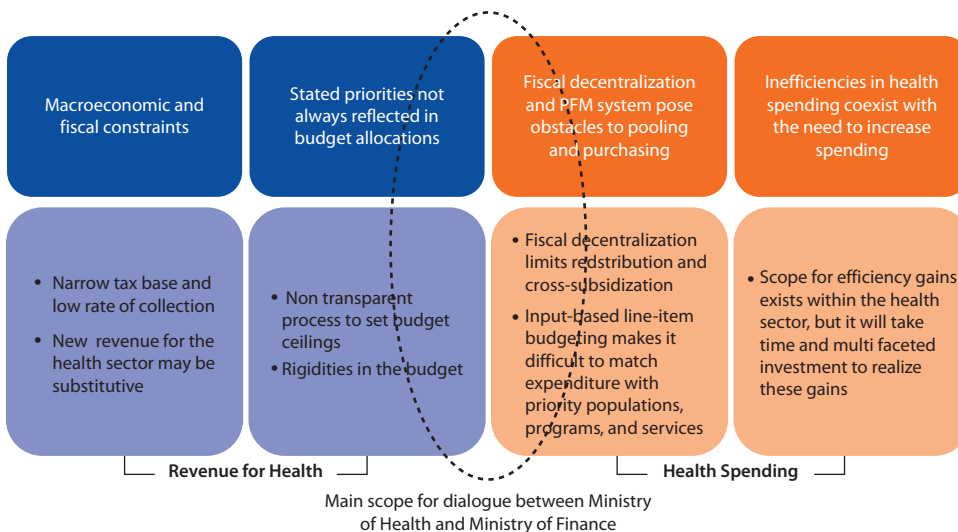 Macroeconomic and
fiscal constraints
Stated priorities not
always reflected in
budget allocations
Fiscal decentralization
and PFM system pose
obstacles to pooling
and purchasing
Inefficiencies in health
spending coexist with
the need to increase
spending
• Narrow tax base and
low rate of collection
• New revenue for the
health sector may be
substitutive
• Non transparent
process to set budget
ceilings
• Rigidities in the budget
• Fiscal decentralization
limits redstribution and
cross-subsidization
• Input-based line-item
budgeting makes it
difficult to match
expenditure with
priority populations,
programs, and services
• Scope for efficiency gains
exists within the health
sector, but it will take
time and multi faceted
investment to realize
these gains
Revenue for Health
Health Spending
Main scope for dialogue between Ministry
of Health and Ministry of Finance